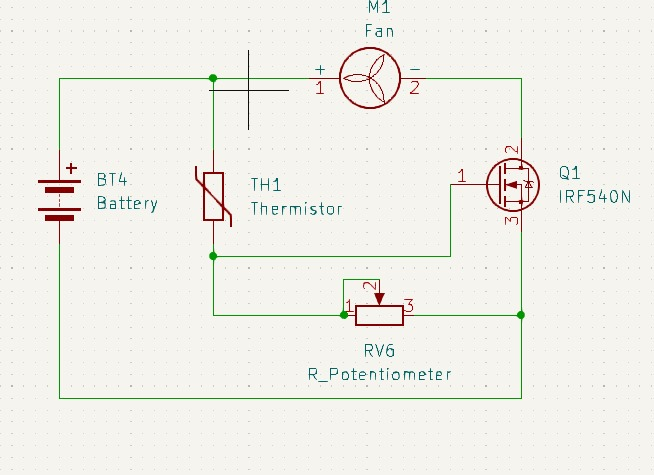 M1
Fan
+ −
1 2
2
1
Q1
IRF540N
3
+
BT4
Battery
TH1
Thermistor
2
1 3
RV6
R_Potentiometer